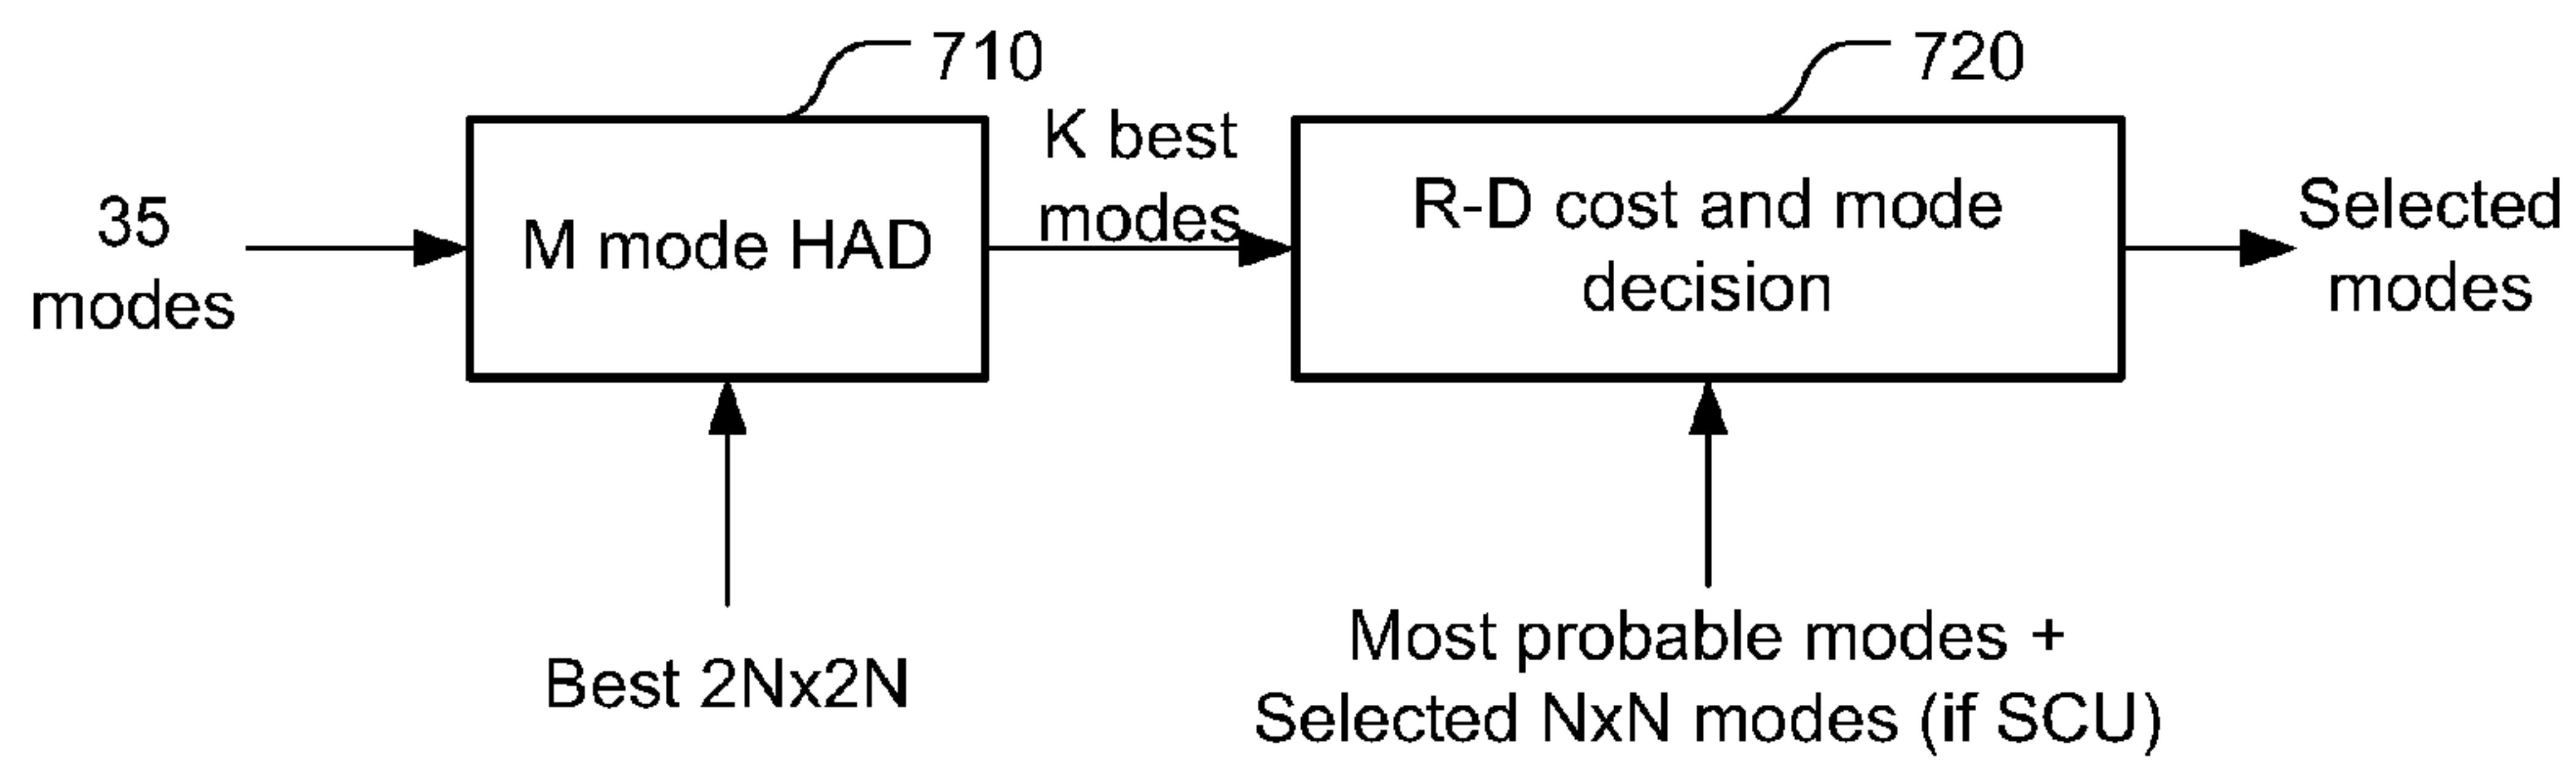 710
720
K best
modes
35
modes
M mode HAD
R-D cost and mode
decision
Selected
modes
Best 2Nx2N
Most probable modes +
Selected NxN modes (if SCU)